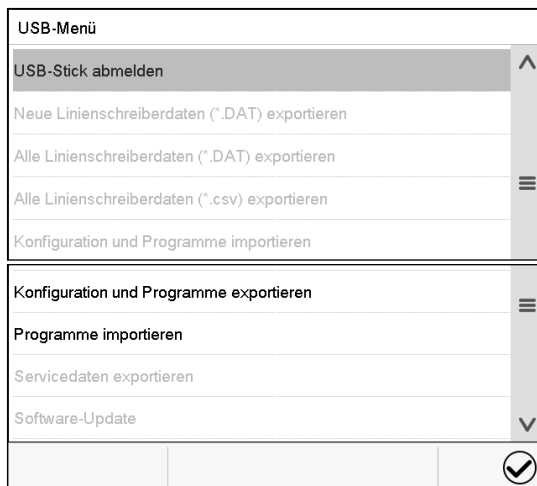 USB-Menü
USB-Stick abmelden
Neue Linienschreiberdaten (*.DAT) exportieren
Alle Linienschreiberdaten (*.DAT) exportieren
Alle Linienschreiberdaten (*.csv) exportieren
Konfiguration und Programme importieren
Konfiguration und Programme exportieren
Programme importieren
Servicedaten exportieren
Software-Update